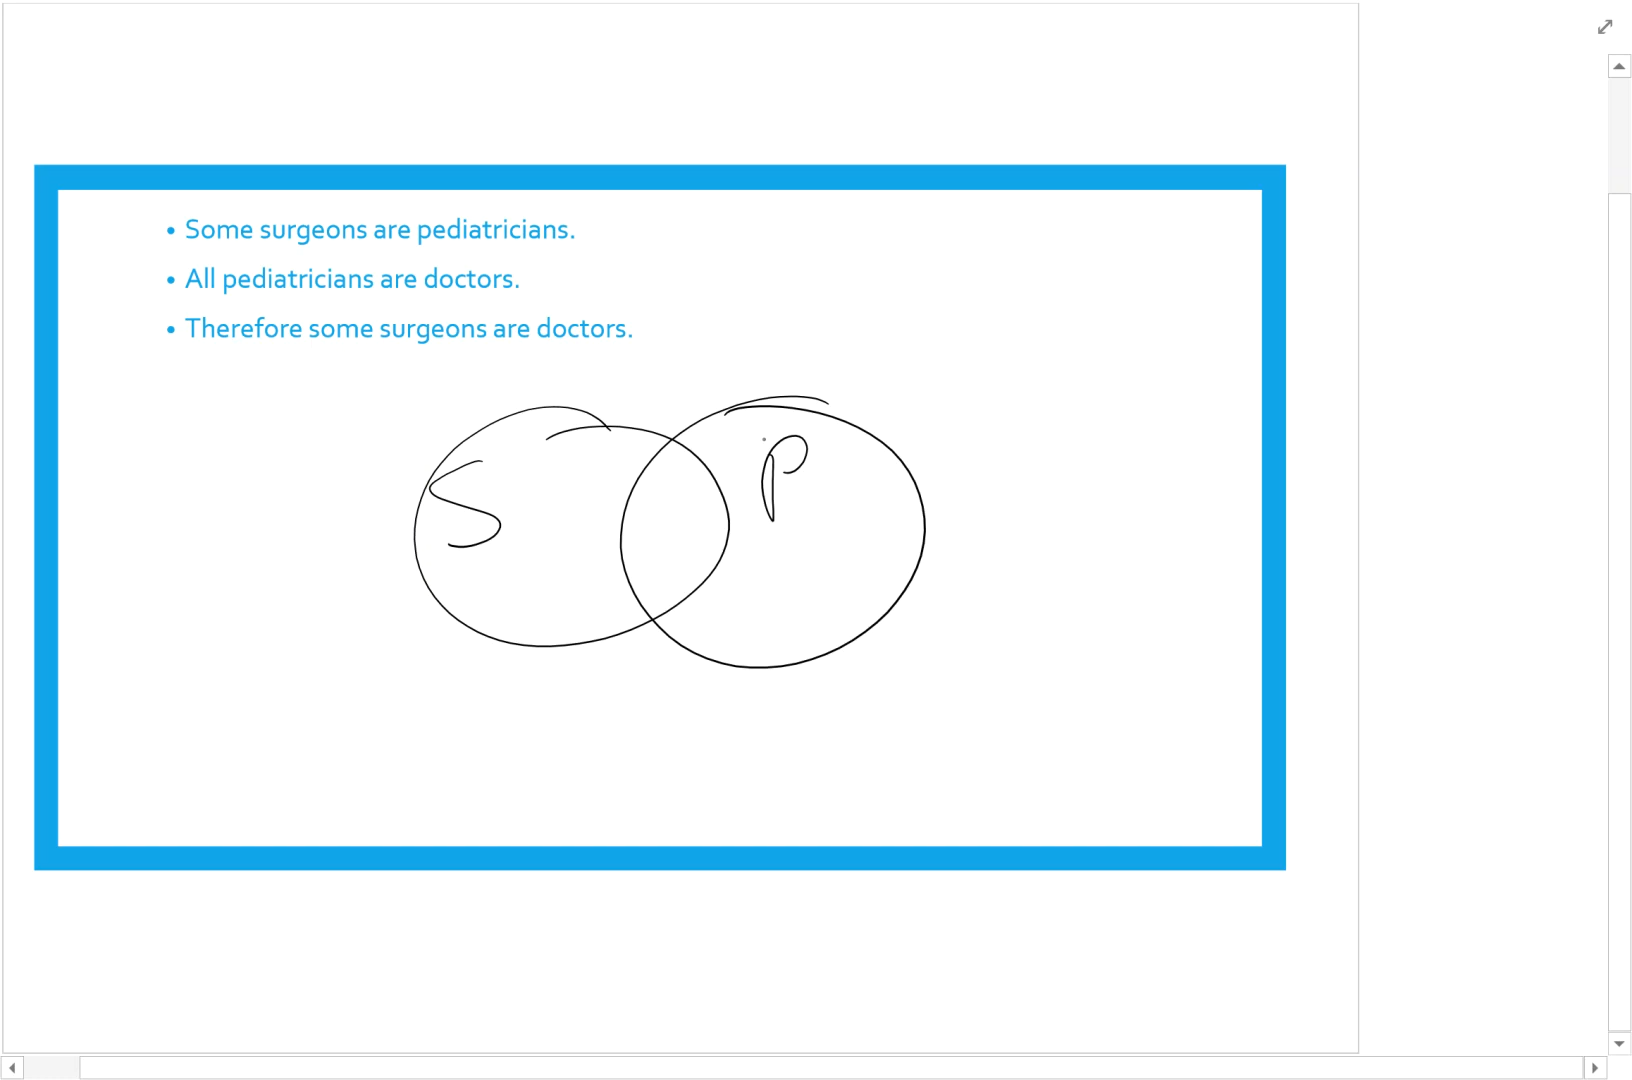 • Some surgeons are pediatricians.
• All pediatricians are doctors.
• Therefore some surgeons are doctors.
S
P